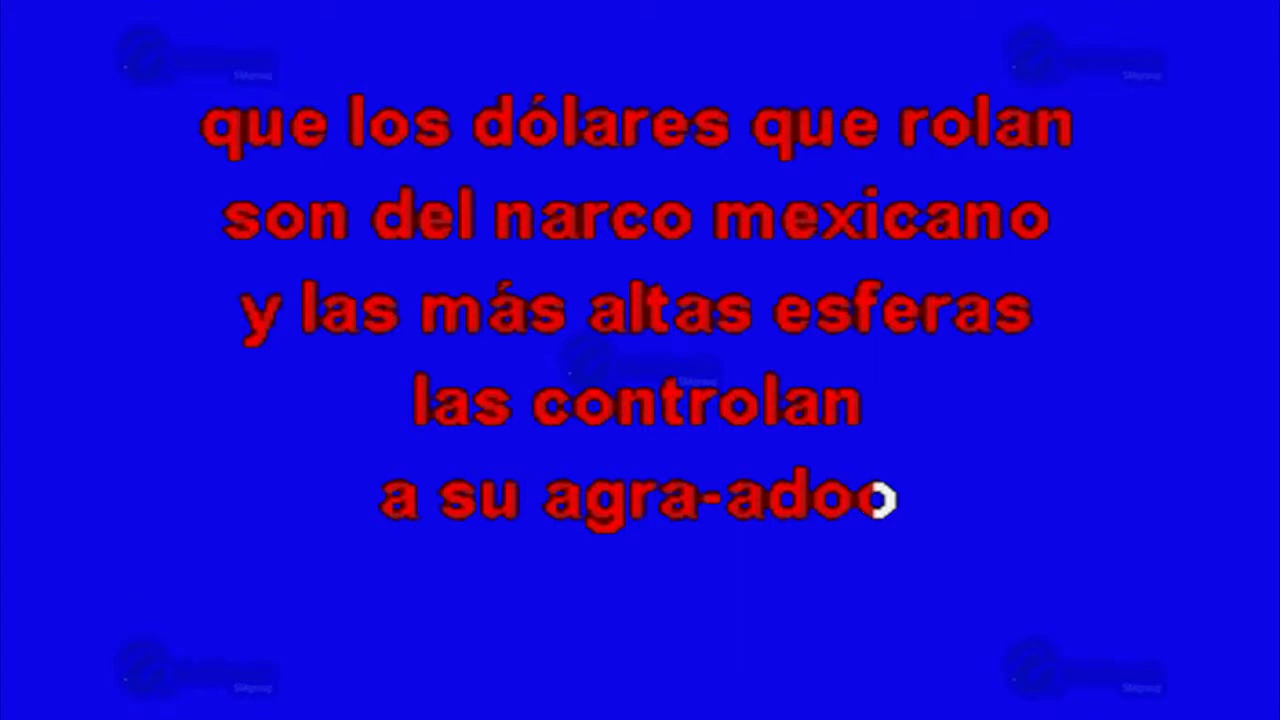 que los dólares que rolan
son del narco mexicano
y las más altas esferas
las controlan
a su agra-adoo